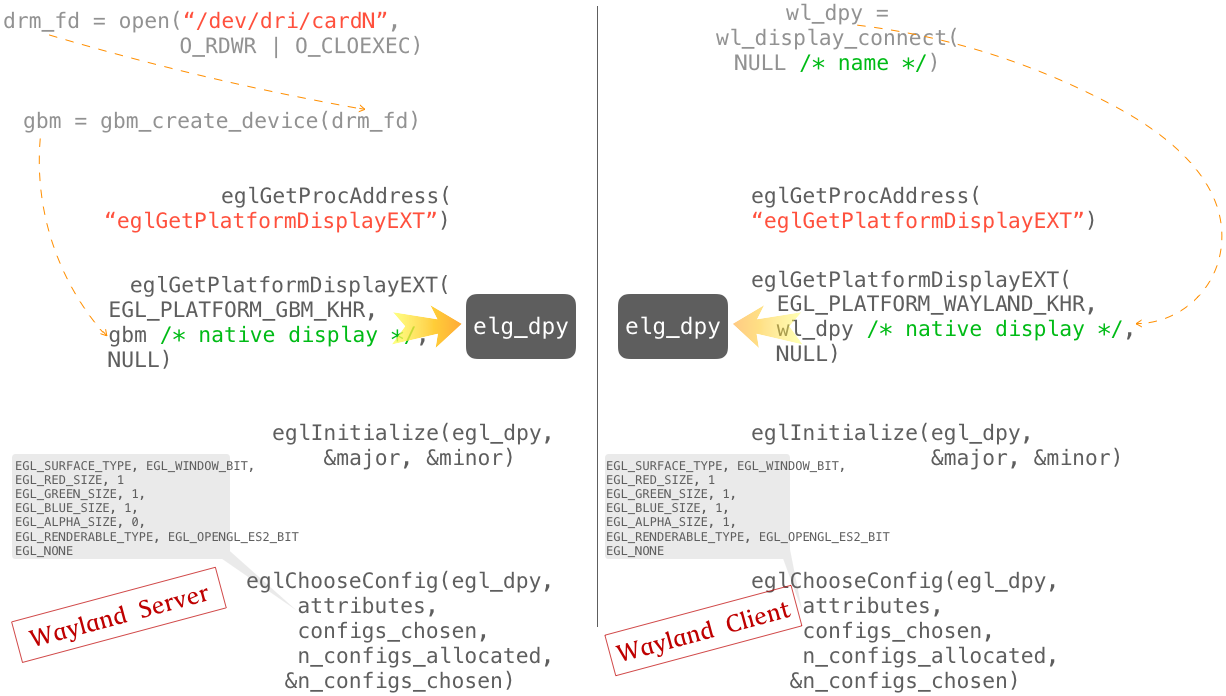 drm_fd = open(“/dev/dri/cardN”,
O_RDWR | O_CLOEXEC)
gbm = gbm_create_device(drm_fd)
eglGetProcAddress(
“eglGetPlatformDisplayEXT”)
eglGetPlatformDisplayEXT(
EGL_PLATFORM_GBM_KHR,
gbm /* native display */,
NULL)
elg_dpy
eglInitialize(egl_dpy,
&major, &minor)
EGL_SURFACE_TYPE, EGL_WINDOW_BIT,
EGL_RED_SIZE, 1
EGL_GREEN_SIZE, 1,
EGL_BLUE_SIZE, 1,
EGL_ALPHA_SIZE, 0,
EGL_RENDERABLE_TYPE, EGL_OPENGL_ES2_BIT
EGL_NONE
eglChooseConfig(egl_dpy,
attributes,
configs_chosen,
n_configs_allocated,
&n_configs_chosen)
Wayland Server
wl_dpy =
wl_display_connect(
NULL /* name */)
eglGetProcAddress(
“eglGetPlatformDisplayEXT”)
eglGetPlatformDisplayEXT(
EGL_PLATFORM_WAYLAND_KHR,
wl_dpy /* native display */,
NULL)
elg_dpy
eglInitialize(egl_dpy,
&major, &minor)
EGL_SURFACE_TYPE, EGL_WINDOW_BIT,
EGL_RED_SIZE, 1
EGL_GREEN_SIZE, 1,
EGL_BLUE_SIZE, 1,
EGL_ALPHA_SIZE, 1,
EGL_RENDERABLE_TYPE, EGL_OPENGL_ES2_BIT
EGL_NONE
eglChooseConfig(egl_dpy,
attributes,
configs_chosen,
n_configs_allocated,
&n_configs_chosen)
Wayland Client